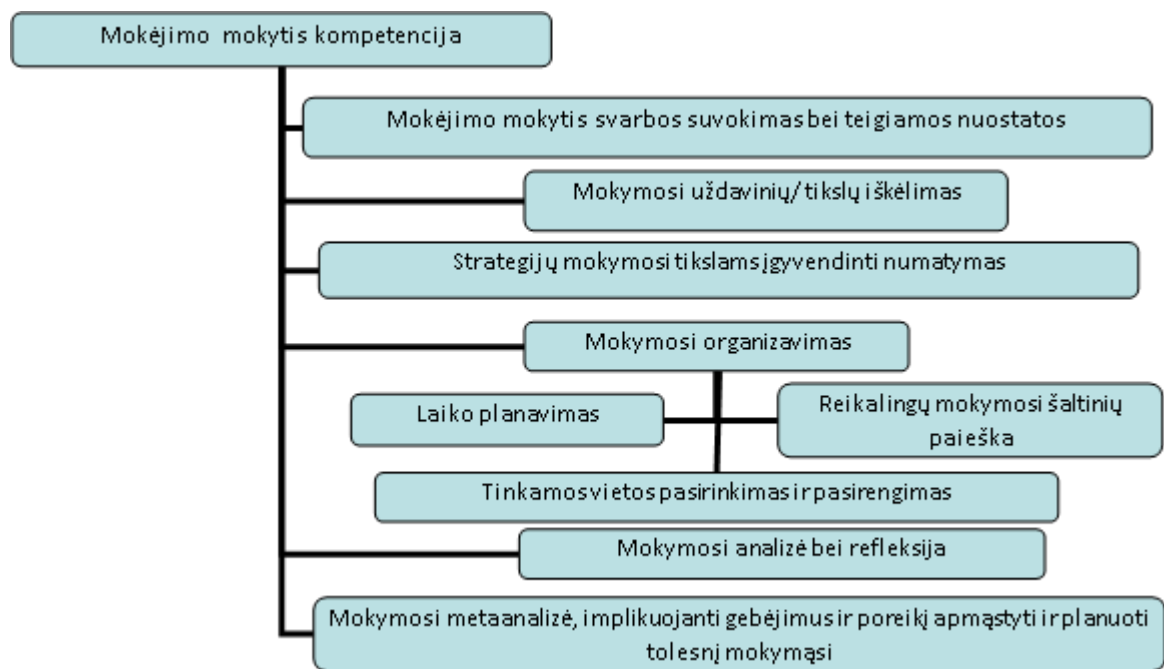 Mokėjimo mokytis kompetencija
Mokėjimo mokytis svarbos suvokimas bei teigiamos nuostatos
Mokymosi uždavinių/ tikslų iškėlimas
Strategijų mokymosi tikslams įgyvendinti numatymas
Mokymosi organizavimas
Laiko planavimas
Reikalingų mokymosi šaltinių
paieška
Tinkamos vietos pasirinkimas ir pasirengimas
Mokymosi analizė bei refleksija
Mokymosi metaanalizė, implikuojanti gebėjimus ir poreikį apmąstyti ir planuoti
tolesnį mokymąsi